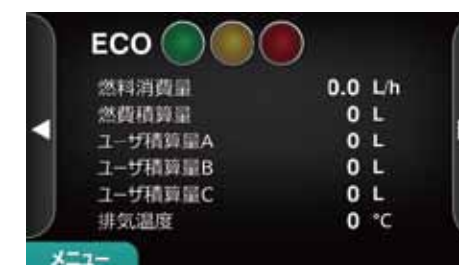 ECO
燃料消費量 0.0 L/h
燃費積算量 0 L
ユーザ積算量A 0 L
ユーザ積算量B 0 L
ユーザ積算量C 0 L
排気温度 0 ℃
メニュー